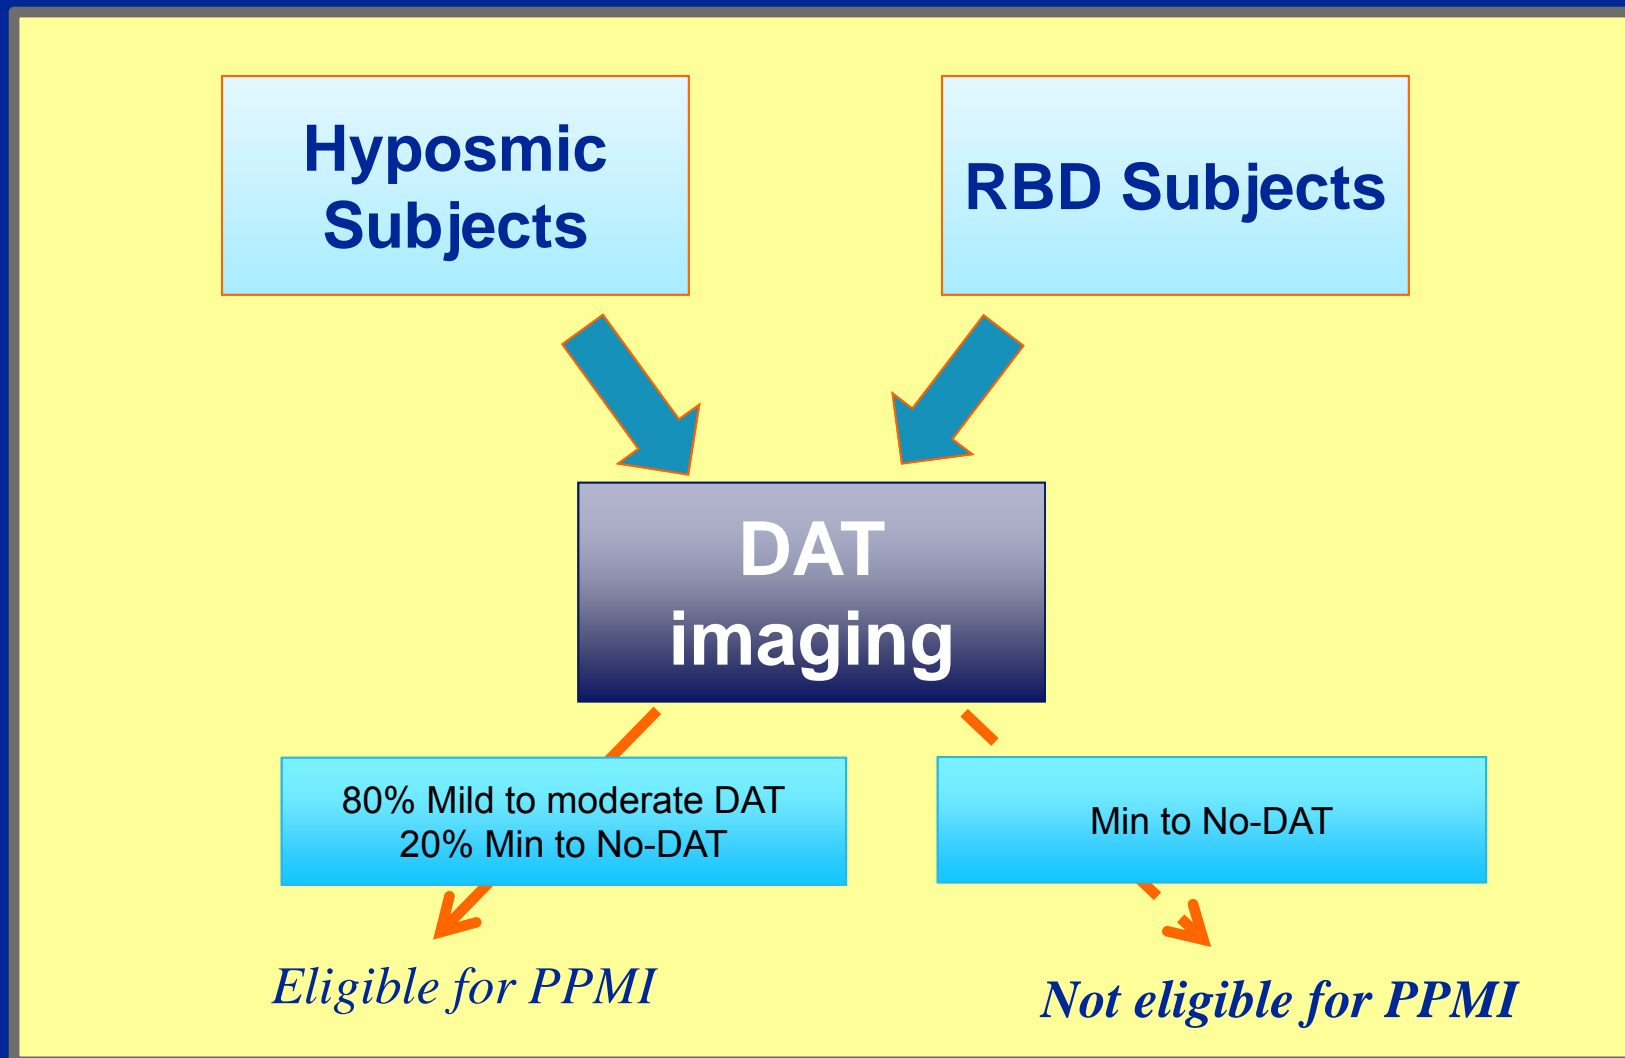 Hyposmic
Subjects
RBD Subjects
DAT
imaging
80% Mild to moderate DAT
20% Min to No-DAT
Min to No-DAT
Eligible for PPMI
Not eligible for PPMI